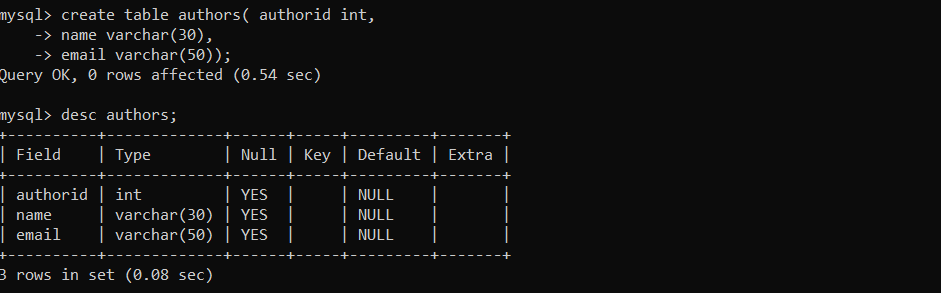 mysql> create table authors( authorid int,
    -> name varchar(30),
    -> email varchar(50));
Query OK, 0 rows affected (0.54 sec)
mysql> desc authors;
+----------+-------------+------+-----+---------+-------+
| Field    | Type        | Null | Key | Default | Extra |
+----------+-------------+------+-----+---------+-------+
| authorid | int         | YES  |     | NULL    |       |
| name     | varchar(30) | YES  |     | NULL    |       |
| email    | varchar(50) | YES  |     | NULL    |       |
+----------+-------------+------+-----+---------+-------+
3 rows in set (0.08 sec)